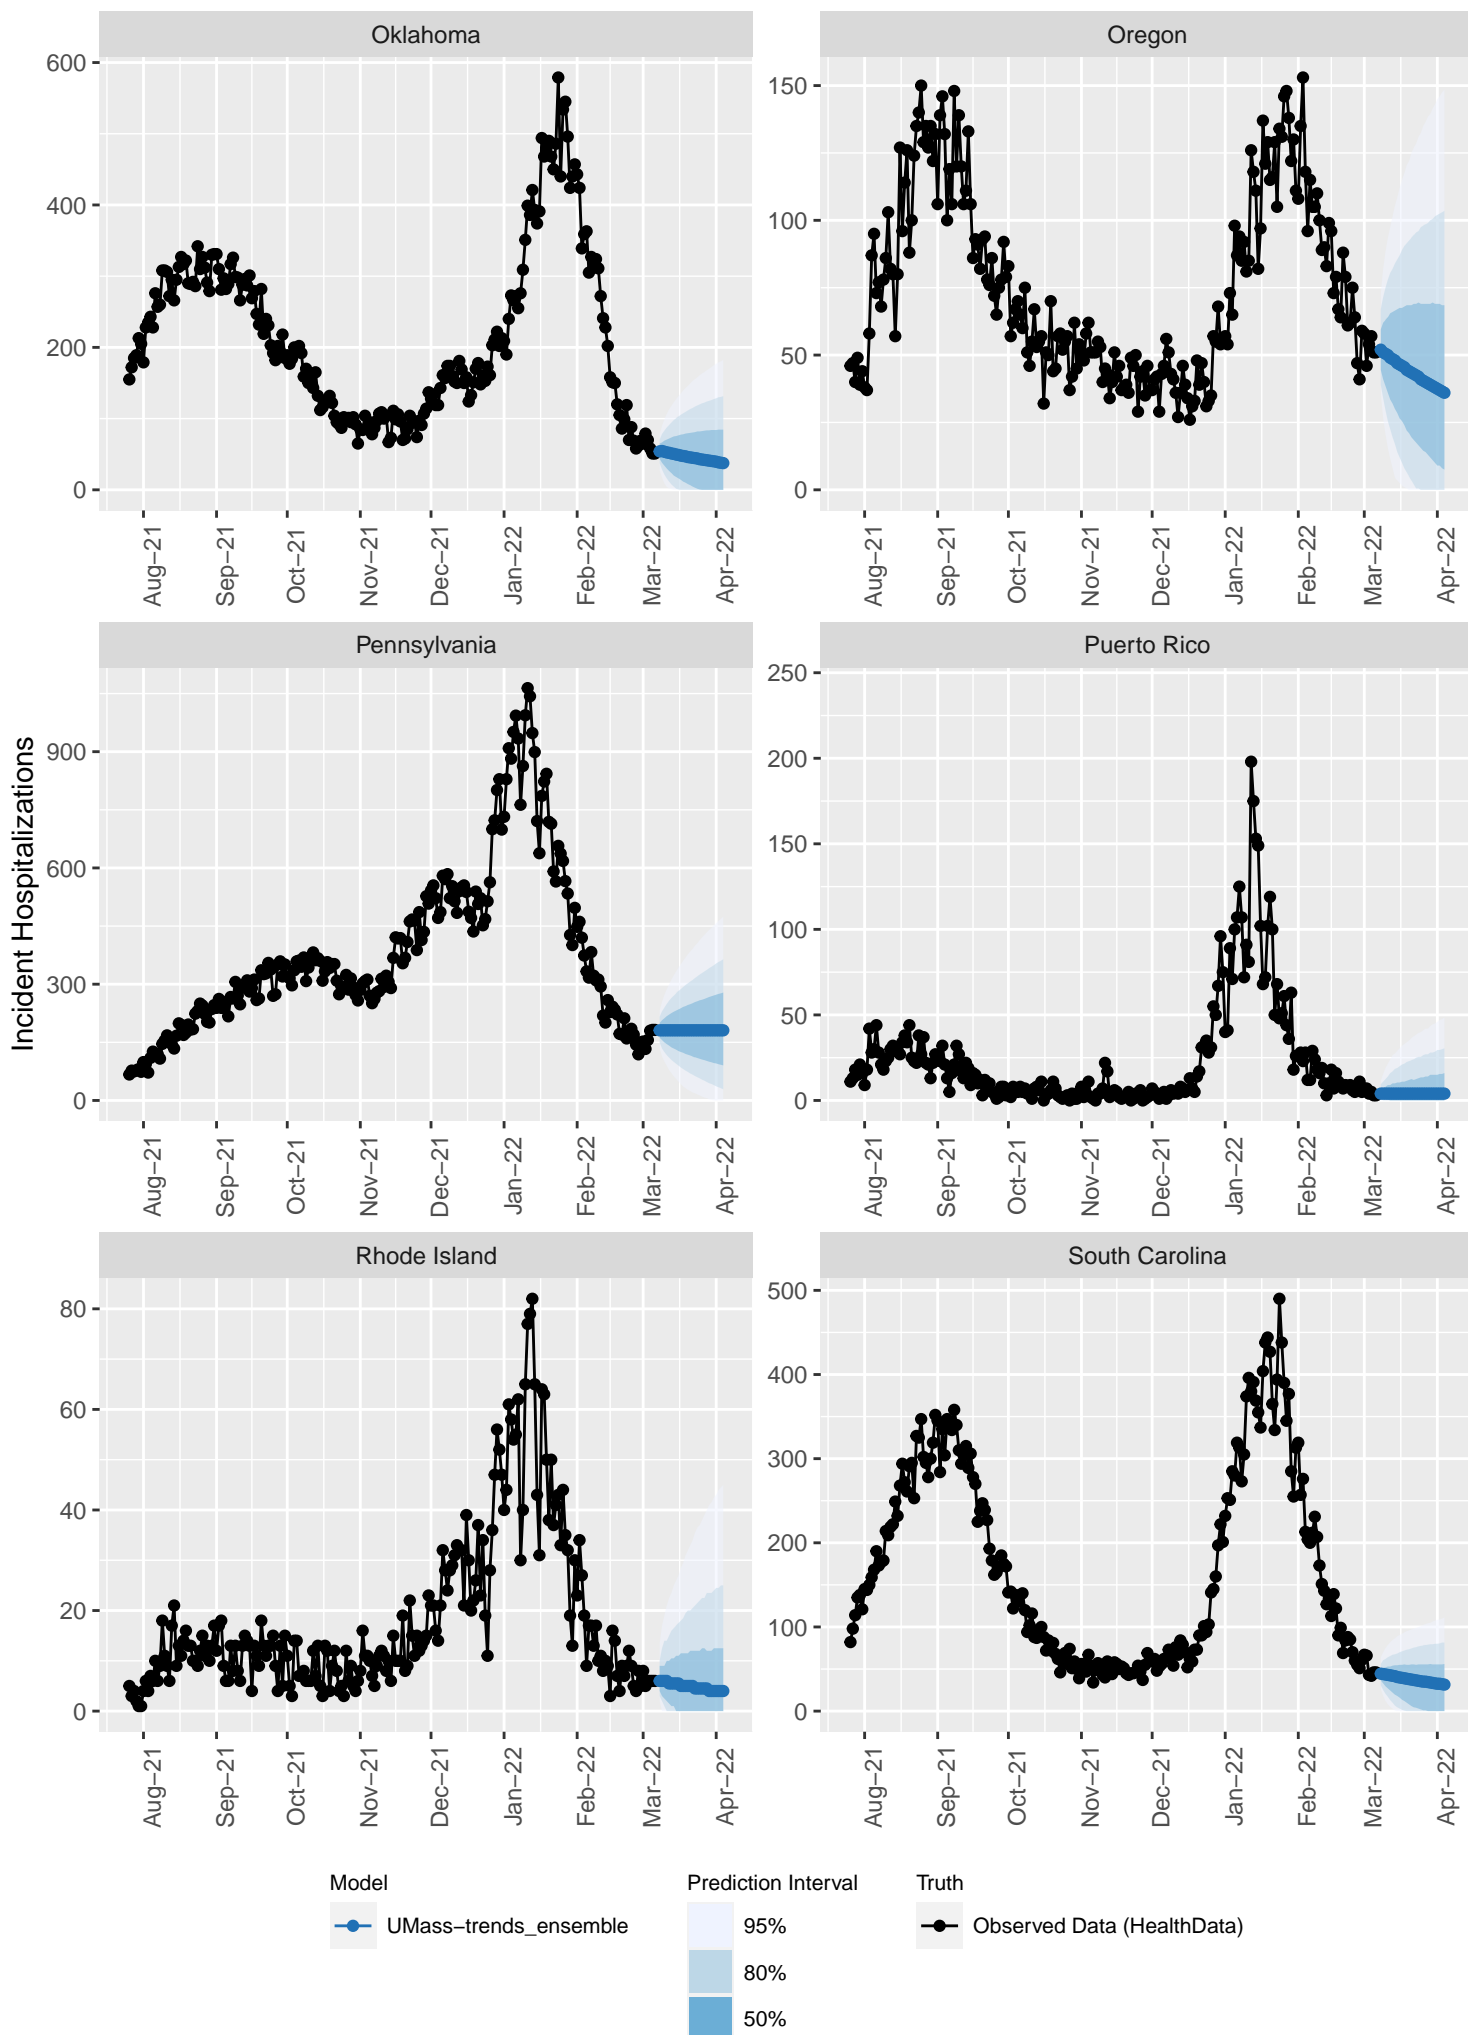 Oklahoma
Oregon
600
400
200
0
150
100
50
0
Aug−21
Sep−21
Oct−21
Nov−21
Dec−21
Jan−22
Feb−22
Mar−22
Apr−22
Aug−21
Sep−21
Oct−21
Nov−21
Dec−21
Jan−22
Feb−22
Mar−22
Apr−22
Incident Hospitalizations
Pennsylvania
Puerto Rico
900
600
300
0
250
200
150
100
50
0
Aug−21
Sep−21
Oct−21
Nov−21
Dec−21
Jan−22
Feb−22
Mar−22
Apr−22
Aug−21
Sep−21
Oct−21
Nov−21
Dec−21
Jan−22
Feb−22
Mar−22
Apr−22
Rhode Island
South Carolina
80
60
40
20
0
500
400
300
200
100
0
Aug−21
Sep−21
Oct−21
Nov−21
Dec−21
Jan−22
Feb−22
Mar−22
Apr−22
Aug−21
Sep−21
Oct−21
Nov−21
Dec−21
Jan−22
Feb−22
Mar−22
Apr−22
Model
UMass−trends_ensemble
Prediction Interval
95%
80%
50%
Truth
Observed Data (HealthData)